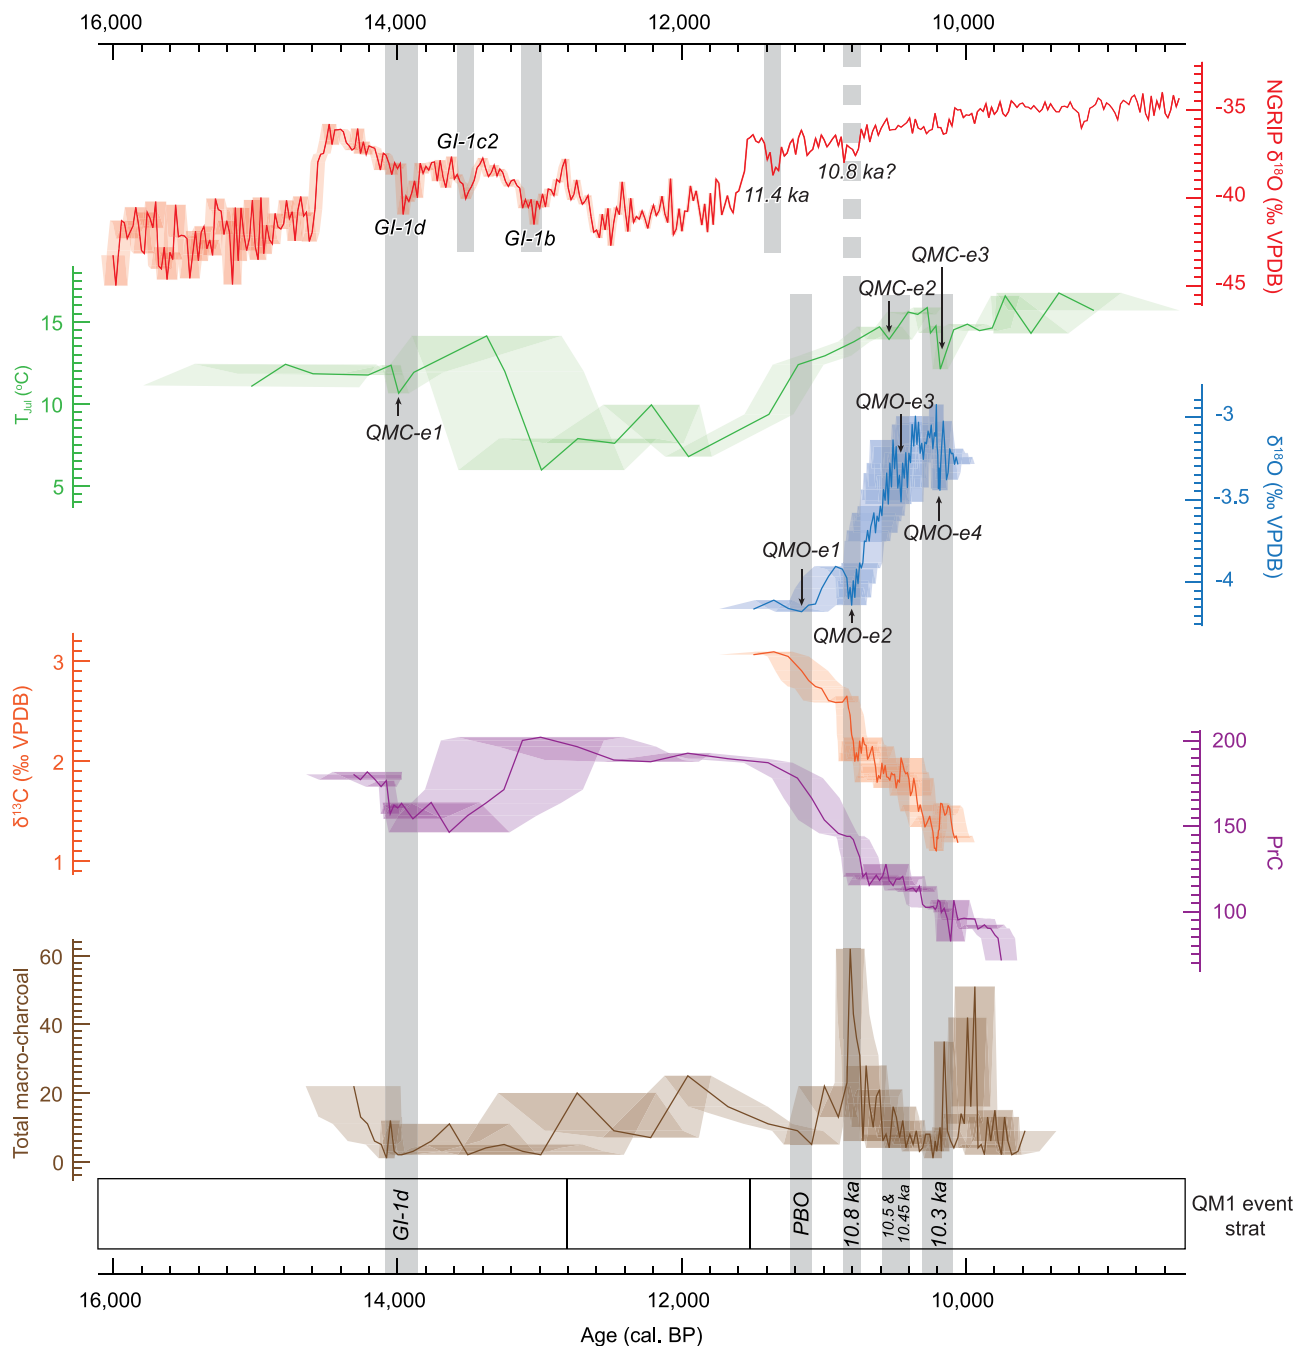 16,000 14,000 12,000 10,000
NGRIP δ¹⁸O (‰ VPDB)
-35
-40
-45
GI-1c2
GI-1d
GI-1b
11.4 ka
10.8 ka?
T_Jul (°C)
15
10
5
QMC-e1
QMC-e2
QMC-e3
δ¹⁸O (‰ VPDB)
-3
-3.5
-4
QMO-e3
QMO-e4
QMO-e1
QMO-e2
δ¹³C (‰ VPDB)
3
2
1
PrC
200
150
100
Total macro-charcoal
60
40
20
0
GI-1d
PBO
10.8 ka
10.5 &
10.45 ka
10.3 ka
QM1 event
strat
16,000 14,000 12,000 10,000
Age (cal. BP)